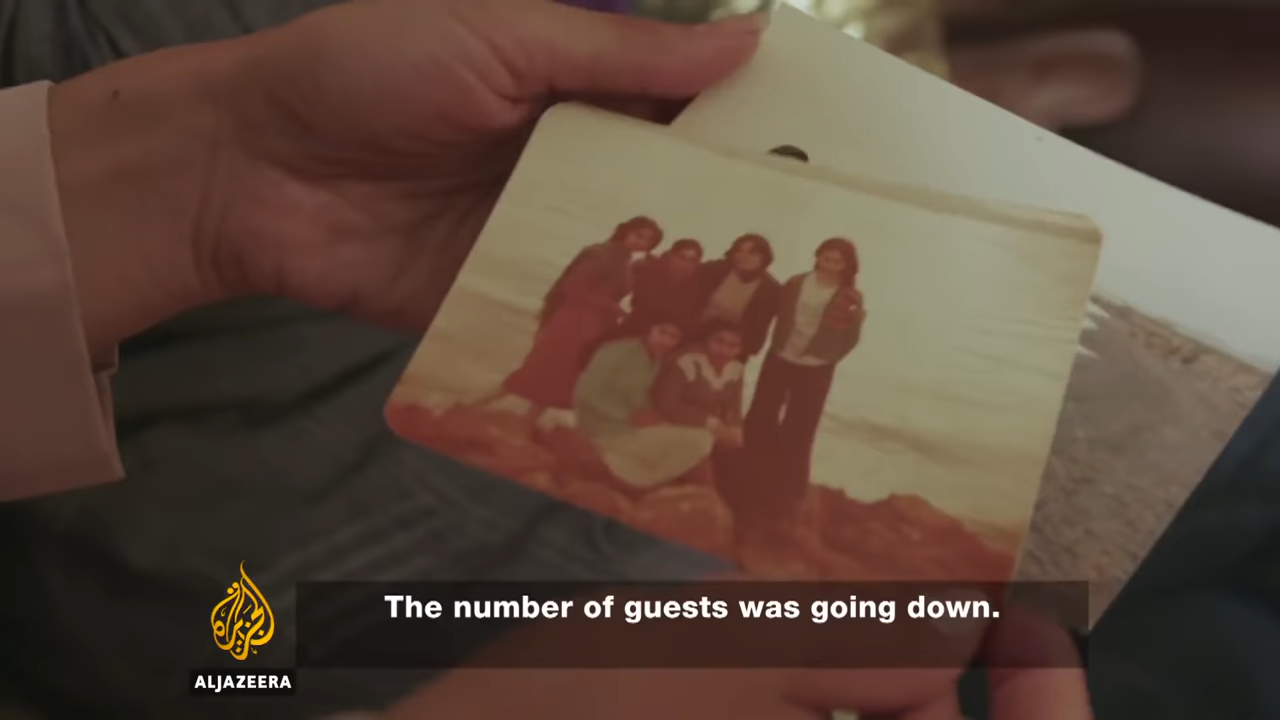 The number of guests was going down.
الجزيرة
ALJAZEERA